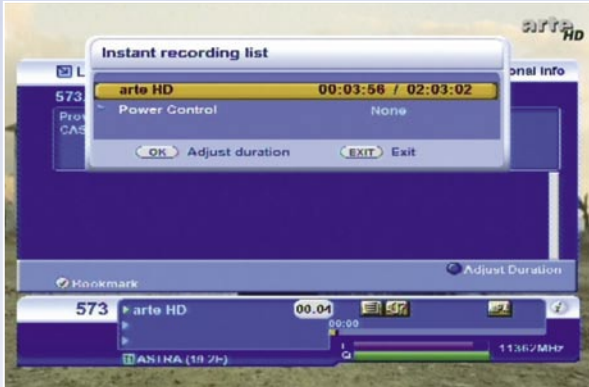 arte HD
Instant recording list
L onal Info
arte HD 00:03:56 / 02:03:02
573
Power Control None
Prov
CAS
OK Adjust duration EXIT Exit
Adjust Duration
Bookmark
573 arte HD 00.04
00:00
L
Q
ASTRA (19.2E) 11362MHz